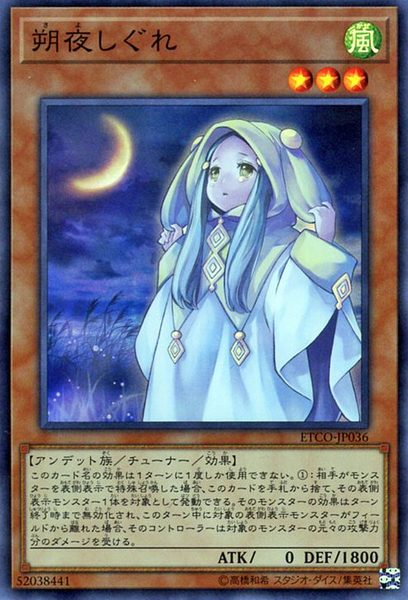 朔夜しぐれ
風
ETCO-JP036
【アンデット族／チューナー／効果】
このカード名の効果は1ターンに1度しか使用できない。①：相手がモンス
ターを表側表示で特殊召喚した場合、このカードを手札から捨て、その表側
表示モンスター1体を対象として発動できる。そのモンスターの効果はターン
終了時まで無効化され、このターン中に対象の表側表示モンスターがフィ
ールドから離れた場合、そのコントローラーは対象のモンスターの元々の攻撃力
分のダメージを受ける。
ATK/ 0 DEF/1800
52038441
©高橋和希 スタジオ・ダイス/集英社